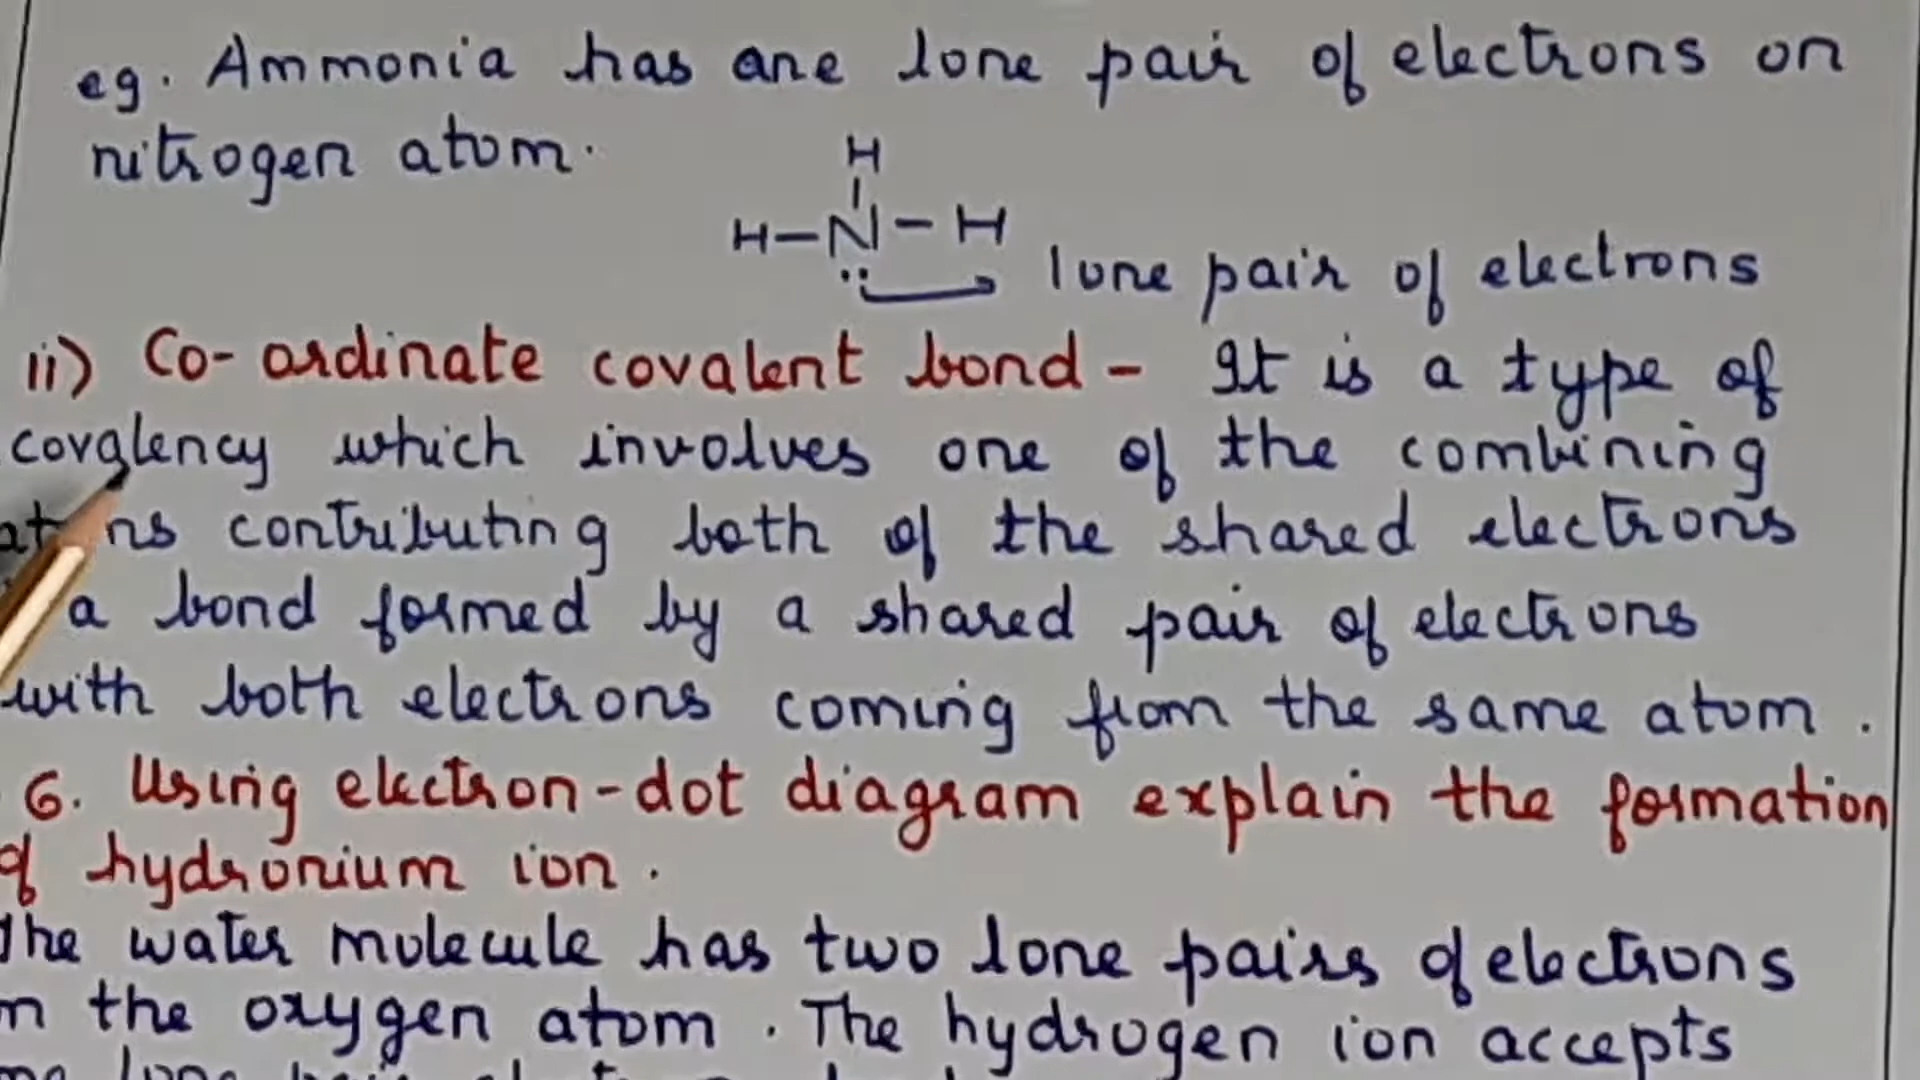 eg. Ammonia has one lone pair of electrons on
nitrogen atom.
H
H-N-H
lone pair of electrons
ii) Co-ordinate covalent bond - It is a type of
covalency which involves one of the combining
contributing both of the shared electrons
a bond formed by a shared pair of electrons
with both electrons coming from the same atom.
6. Using electron-dot diagram explain the formation
of hydronium ion.
The water molecule has two lone pairs of electrons
the oxygen atom. The hydrogen ion accepts